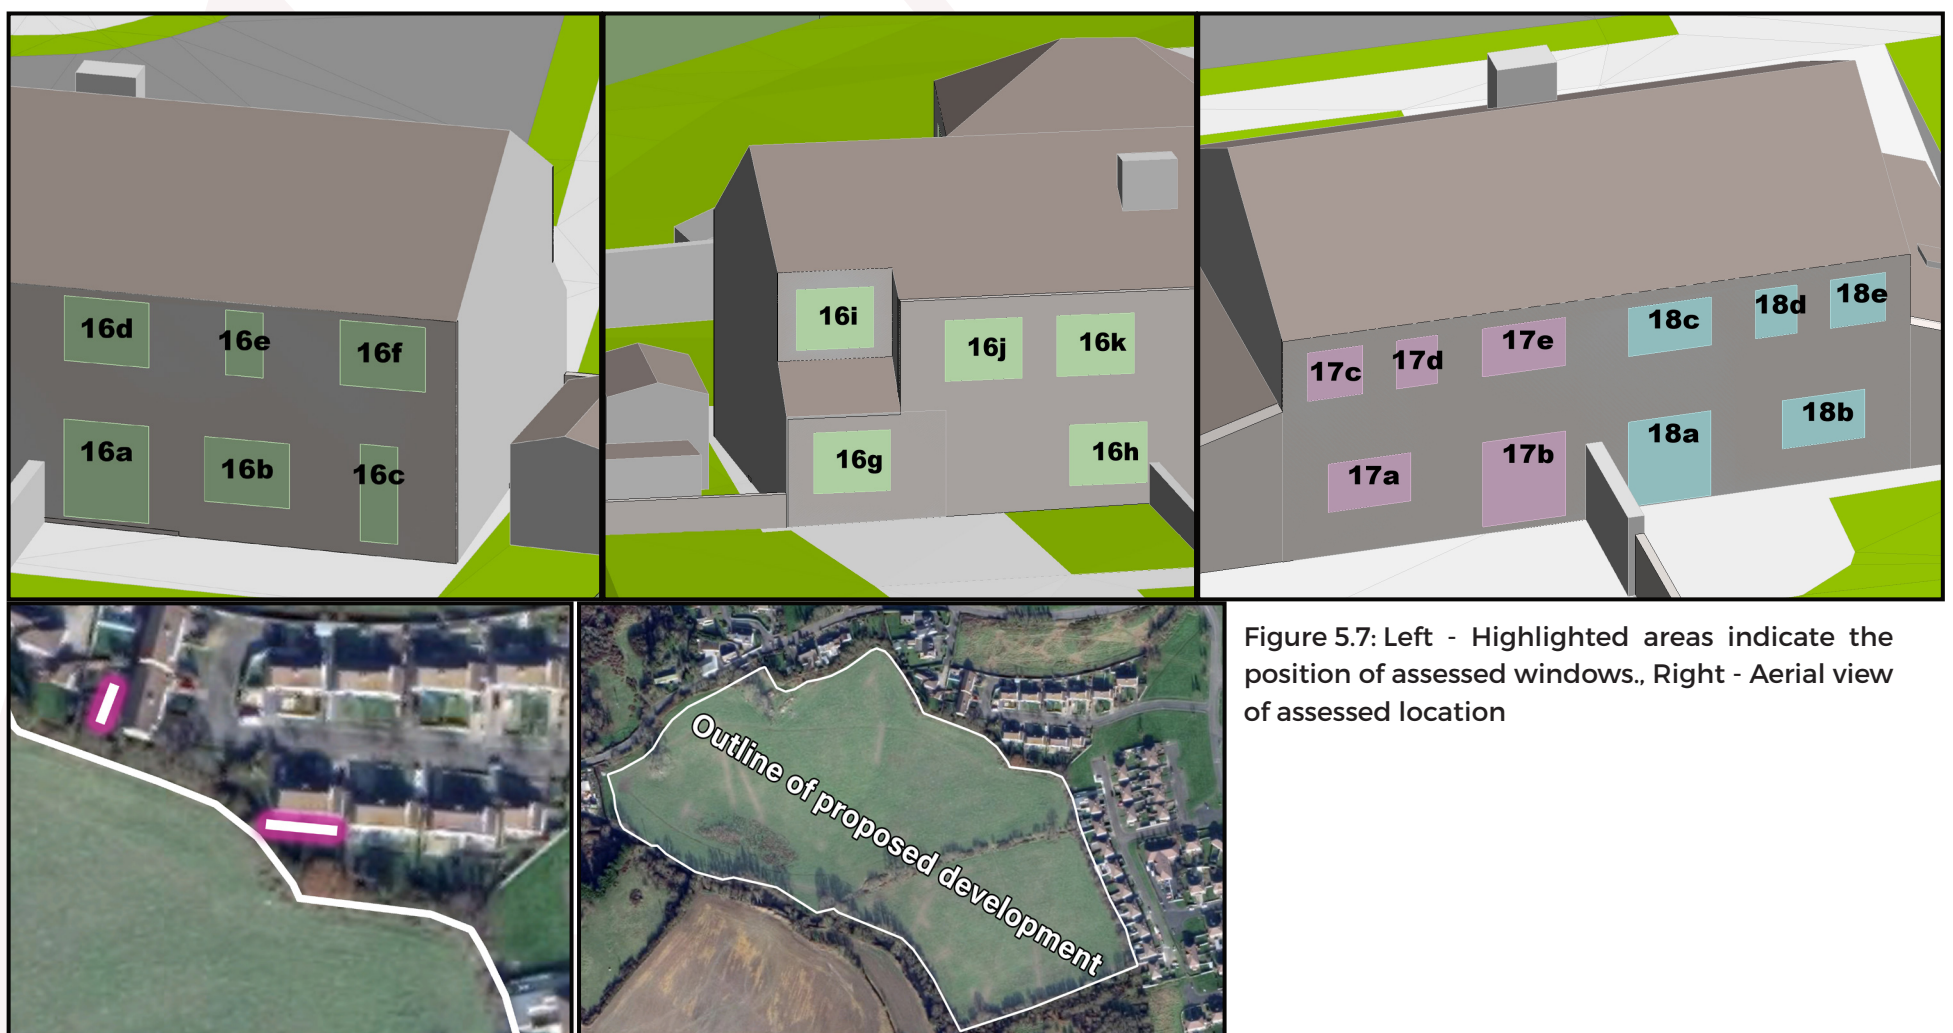 16d
16e
16f
16a
16b
16c
16i
16j
16k
16g
16h
17c
17d
17e
18c
18d
18e
17a
17b
18a
18b
Outline of proposed development
Figure 5.7: Left - Highlighted areas indicate the
position of assessed windows., Right - Aerial view
of assessed location